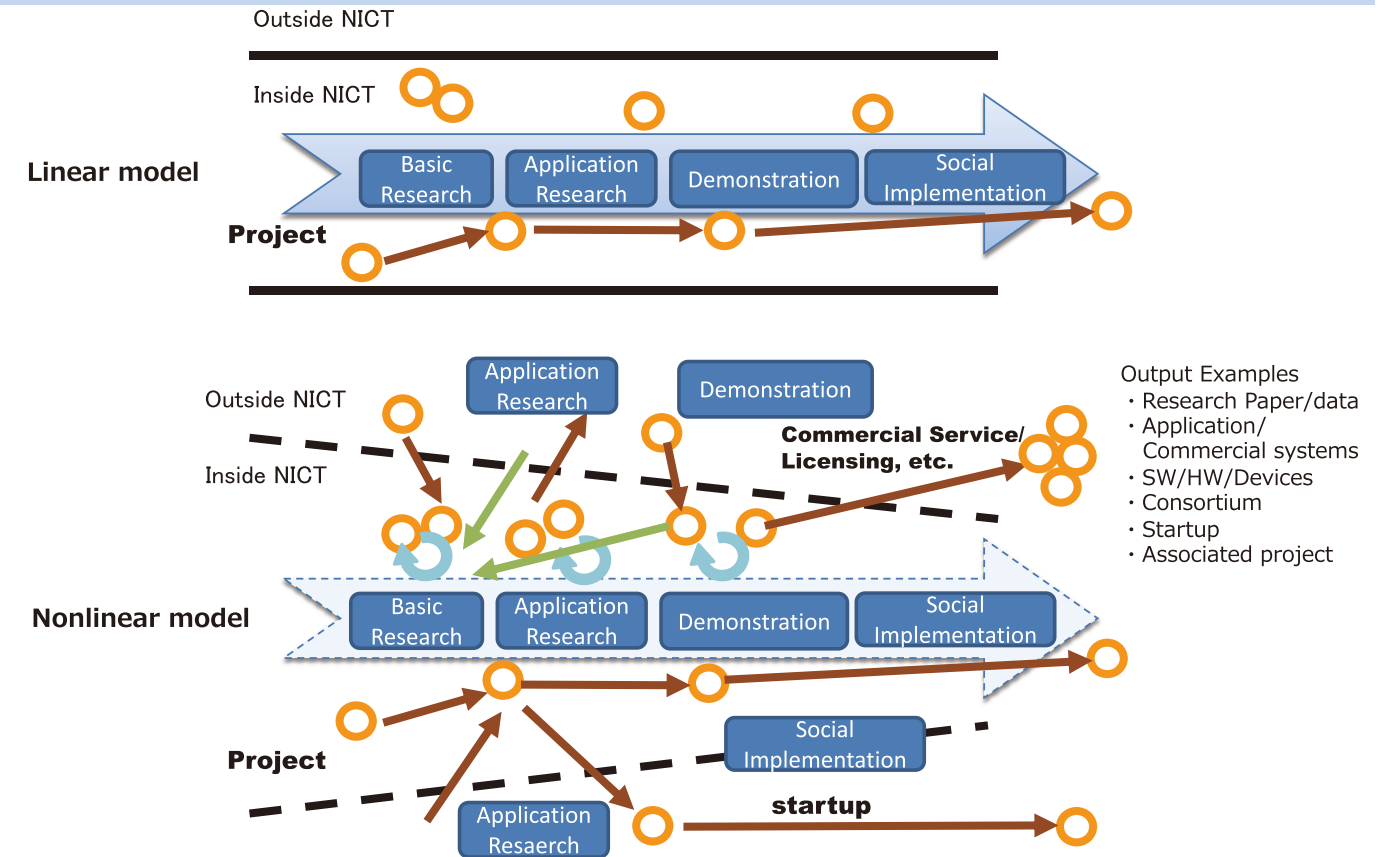 Outside NICT
Inside NICT
Linear model
Basic
Research
Application
Research
Demonstration
Social
Implementation
Project
Outside NICT
Inside NICT
Application
Research
Demonstration
Commercial Service/
Licensing, etc.
Output Examples
・Research Paper/data
・Application/
Commercial systems
・SW/HW/Devices
・Consortium
・Startup
・Associated project
Nonlinear model
Basic
Research
Application
Research
Demonstration
Social
Implementation
Project
Social
Implementation
Application
Resaerch
startup